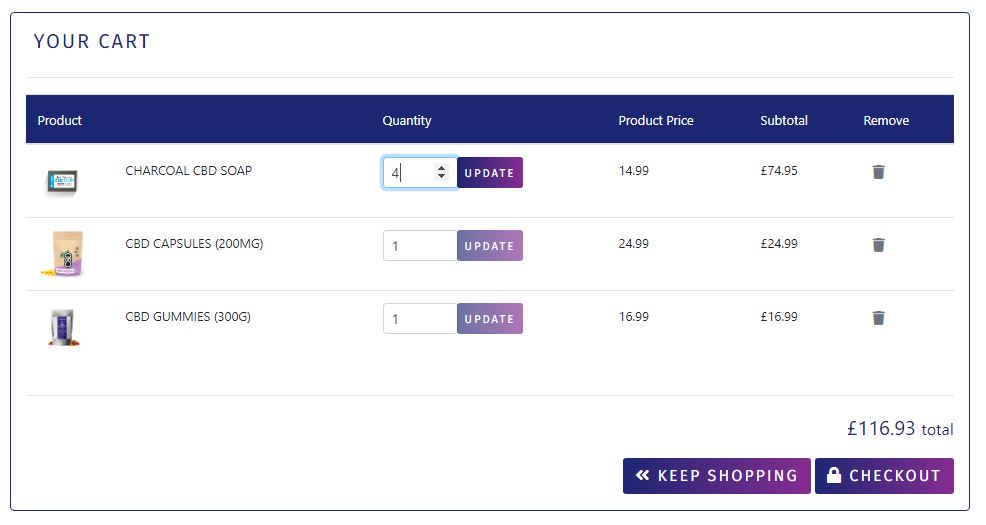 YOUR CART
Product Quantity Product Price Subtotal Remove
CHARCOAL CBD SOAP 4 UPDATE 14.99 £74.95
CBD CAPSULES (200MG) 1 UPDATE 24.99 £24.99
CBD GUMMIES (300G) 1 UPDATE 16.99 £16.99
£116.93 total
KEEP SHOPPING CHECKOUT